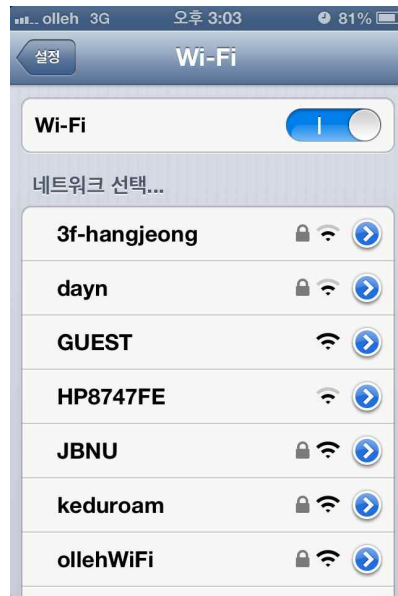 olleh 3G 오후 3:03 81%
설정 Wi-Fi
Wi-Fi
네트워크 선택...
3f-hangjeong
dayn
GUEST
HP8747FE
JBNU
keduroam
ollehWiFi